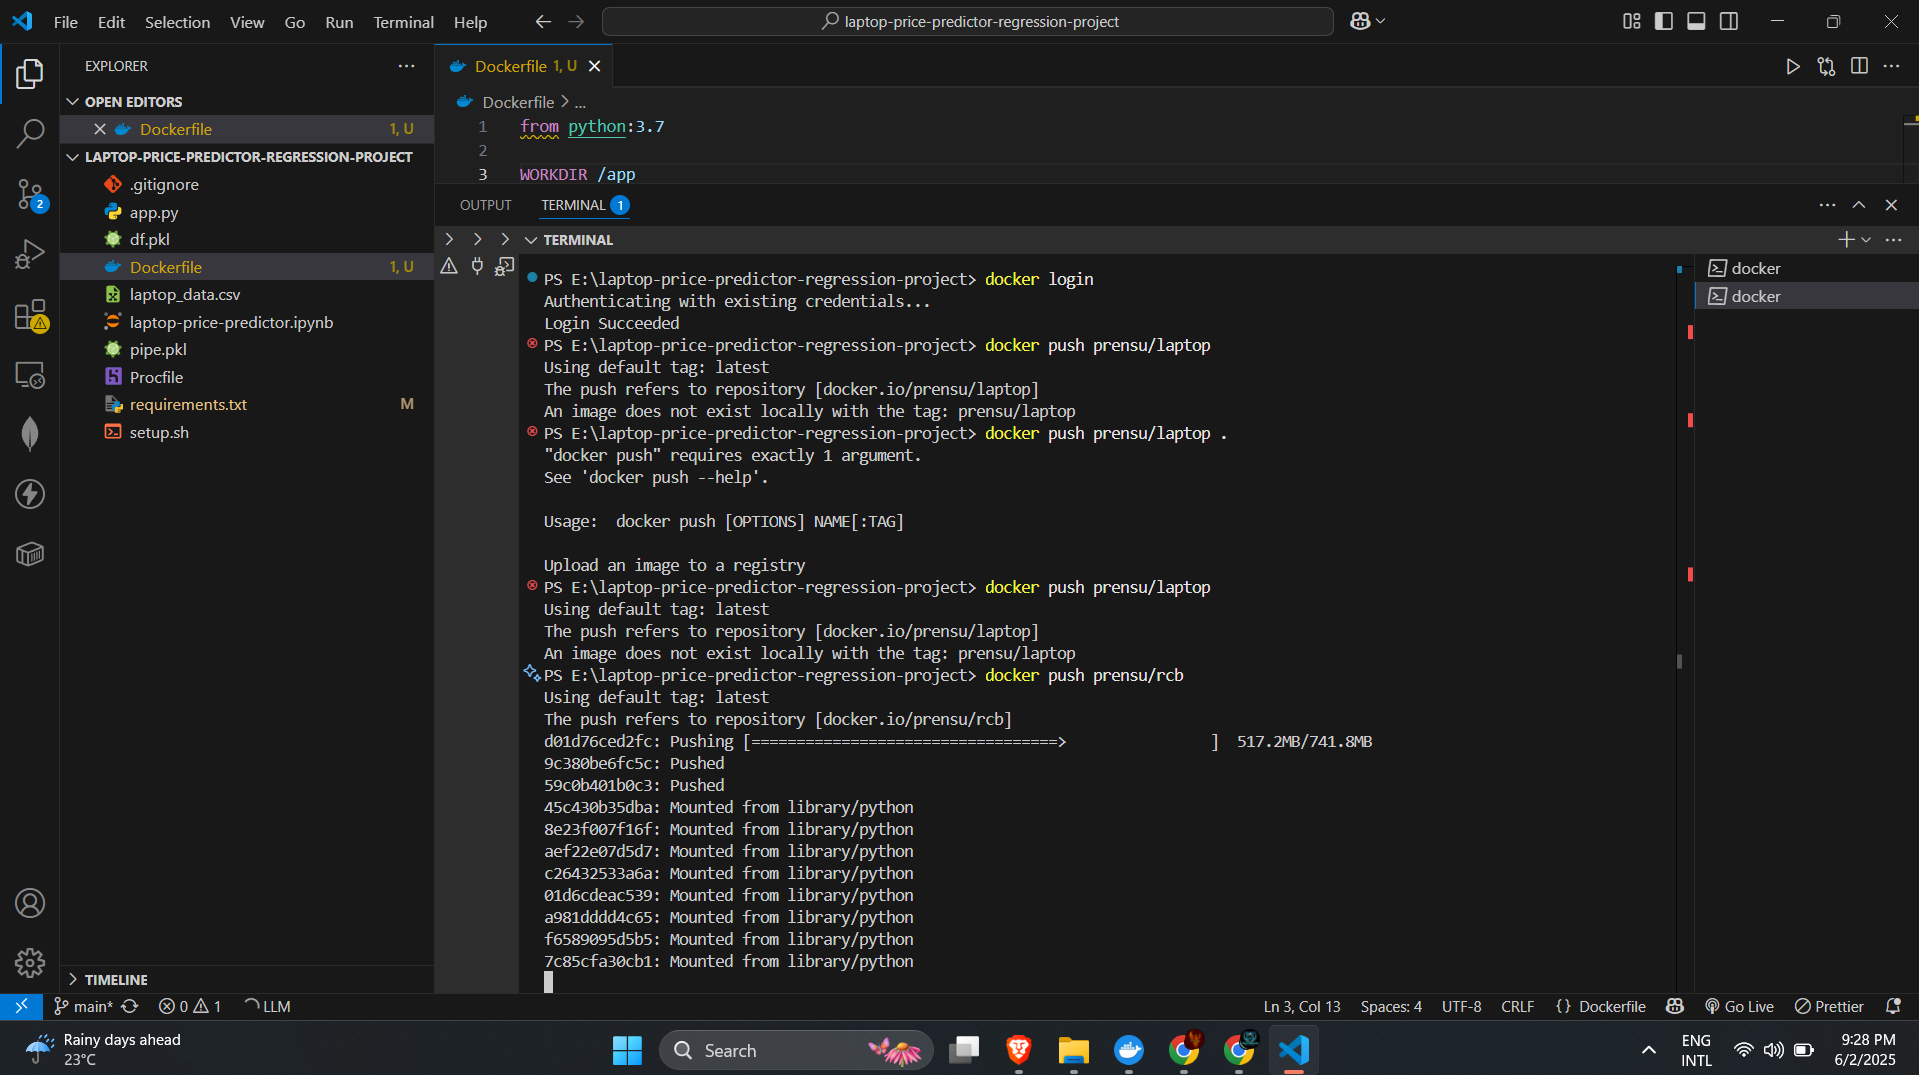 File Edit Selection View Go Run Terminal Help
laptop-price-predictor-regression-project
EXPLORER
OPEN EDITORS
Dockerfile 1, U
LAPTOP-PRICE-PREDICTOR-REGRESSION-PROJECT
.gitignore
app.py
df.pkl
Dockerfile 1, U
laptop_data.csv
laptop-price-predictor.ipynb
pipe.pkl
Procfile
requirements.txt M
setup.sh
TIMELINE
2
Dockerfile 1, U
Dockerfile > ...
1 from python:3.7
2
3 WORKDIR /app
OUTPUT TERMINAL 1
TERMINAL
PS E:\laptop-price-predictor-regression-project> docker login
Authenticating with existing credentials...
Login Succeeded
PS E:\laptop-price-predictor-regression-project> docker push prensu/laptop
Using default tag: latest
The push refers to repository [docker.io/prensu/laptop]
An image does not exist locally with the tag: prensu/laptop
PS E:\laptop-price-predictor-regression-project> docker push prensu/laptop .
"docker push" requires exactly 1 argument.
See 'docker push --help'.
Usage:  docker push [OPTIONS] NAME[:TAG]
Upload an image to a registry
PS E:\laptop-price-predictor-regression-project> docker push prensu/laptop
Using default tag: latest
The push refers to repository [docker.io/prensu/laptop]
An image does not exist locally with the tag: prensu/laptop
PS E:\laptop-price-predictor-regression-project> docker push prensu/rcb
Using default tag: latest
The push refers to repository [docker.io/prensu/rcb]
d01d76ced2fc: Pushing [==================================>                ]  517.2MB/741.8MB
9c380be6fc5c: Pushed
59c0b401b0c3: Pushed
45c430b35dba: Mounted from library/python
8e23f007f16f: Mounted from library/python
aef22e07d5d7: Mounted from library/python
c26432533a6a: Mounted from library/python
01d6cdeac539: Mounted from library/python
a981dddd4c65: Mounted from library/python
f6589095d5b5: Mounted from library/python
7c85cfa30cb1: Mounted from library/python
docker
docker
main* 0 1 LLM
Ln 3, Col 13 Spaces: 4 UTF-8 CRLF {} Dockerfile Go Live Prettier
Rainy days ahead
23°C
Search
ENG
INTL
9:28 PM
6/2/2025